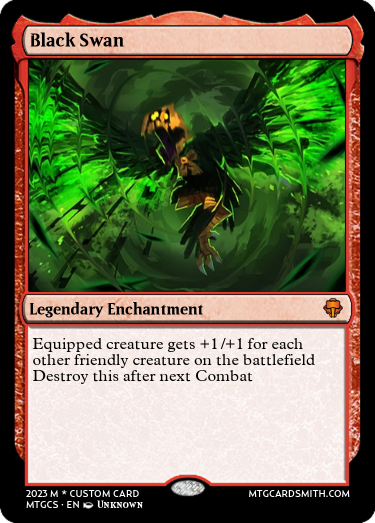 Black Swan
Legendary Enchantment
Equipped creature gets +1/+1 for each
other friendly creature on the battlefield
Destroy this after next Combat
2023 M * CUSTOM CARD
MTGCS • EN Unknown
MTGCARDSMITH.COM